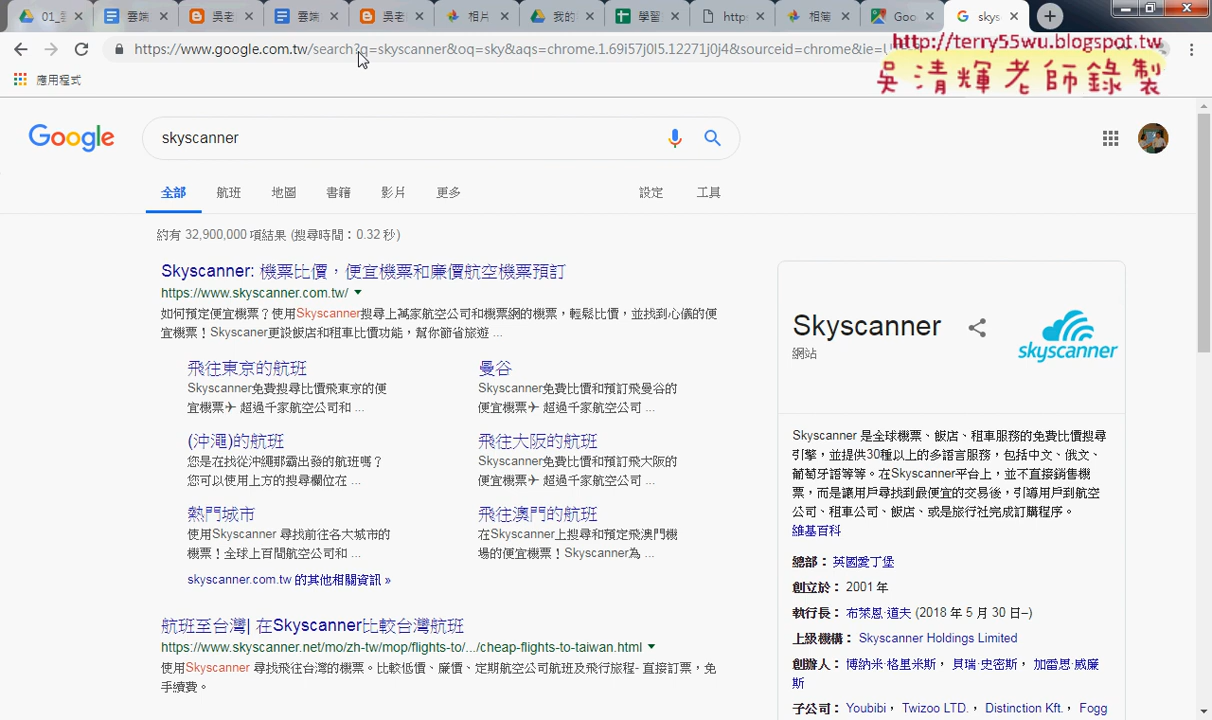 01_雲
雲端
吳老
雲端
吳老
相片
我的
學習
http:
相簿
Goo
skys
https://www.google.com.tw/search?q=skyscanner&oq=sky&aqs=chrome.1.69i57j0l5.12271j0j4&sourceid=chrome&ie=U
http://terry55wu.blogspot.tw
吳清輝老師錄製
應用程式
Google
skyscanner
全部 航班 地圖 書籍 影片 更多 設定 工具
約有 32,900,000 項結果 (搜尋時間：0.32 秒)
Skyscanner: 機票比價，便宜機票和廉價航空機票預訂
https://www.skyscanner.com.tw/
如何預定便宜機票？使用Skyscanner搜尋上萬家航空公司和機票網的機票，輕鬆比價，並找到心儀的便
宜機票！Skyscaner更設飯店和租車比價功能，幫你節省旅遊 ...
飛往東京的航班
Skyscanner免費搜尋比價飛東京的便
宜機票✈ 超過千家航空公司和 ...
曼谷
Skyscanner免費比價和預訂飛曼谷的
便宜機票✈ 超過千家航空公司 ...
(沖繩)的航班
您是在找從沖繩那霸出發的航班嗎？
您可以使用上方的搜尋欄位在 ...
飛往大阪的航班
Skyscanner免費比價和預訂飛大阪的
便宜機票✈ 超過千家航空公司 ...
熱門城市
使用Skyscanner 尋找前往各大城市的
機票！全球上百間航空公司和 ...
飛往澳門的航班
在Skyscanner上搜尋和預定飛澳門機
場的便宜機票！Skyscanner為 ...
skyscanner.com.tw 的其他相關資訊 »
航班至台灣| 在Skyscanner比較台灣航班
https://www.skyscanner.net/mo/zh-tw/mop/flights-to/.../cheap-flights-to-taiwan.html
使用Skyscanner 尋找飛往台灣的機票。比較低價、廉價、定期航空公司航班及飛行旅程- 直接訂票，免
手續費。
Skyscanner
網站
skyscanner
Skyscanner 是全球機票、飯店、租車服務的免費比價搜尋
引擎，並提供30種以上的多語言服務，包括中文、俄文、
葡萄牙語等等。在Skyscanner平台上，並不直接銷售機
票，而是讓用戶尋找到最便宜的交易後，引導用戶到航空
公司、租車公司、飯店、或是旅行社完成訂購程序。
維基百科
總部： 英國愛丁堡
創立於： 2001 年
執行長： 布萊恩·道夫 (2018 年 5 月 30 日–)
上級機構： Skyscanner Holdings Limited
創辦人： 博納米·格里米斯， 貝瑞·史密斯， 加雷思·威廉
斯
子公司： Youbibi， Twizoo LTD.， Distinction Kft.， Fogg